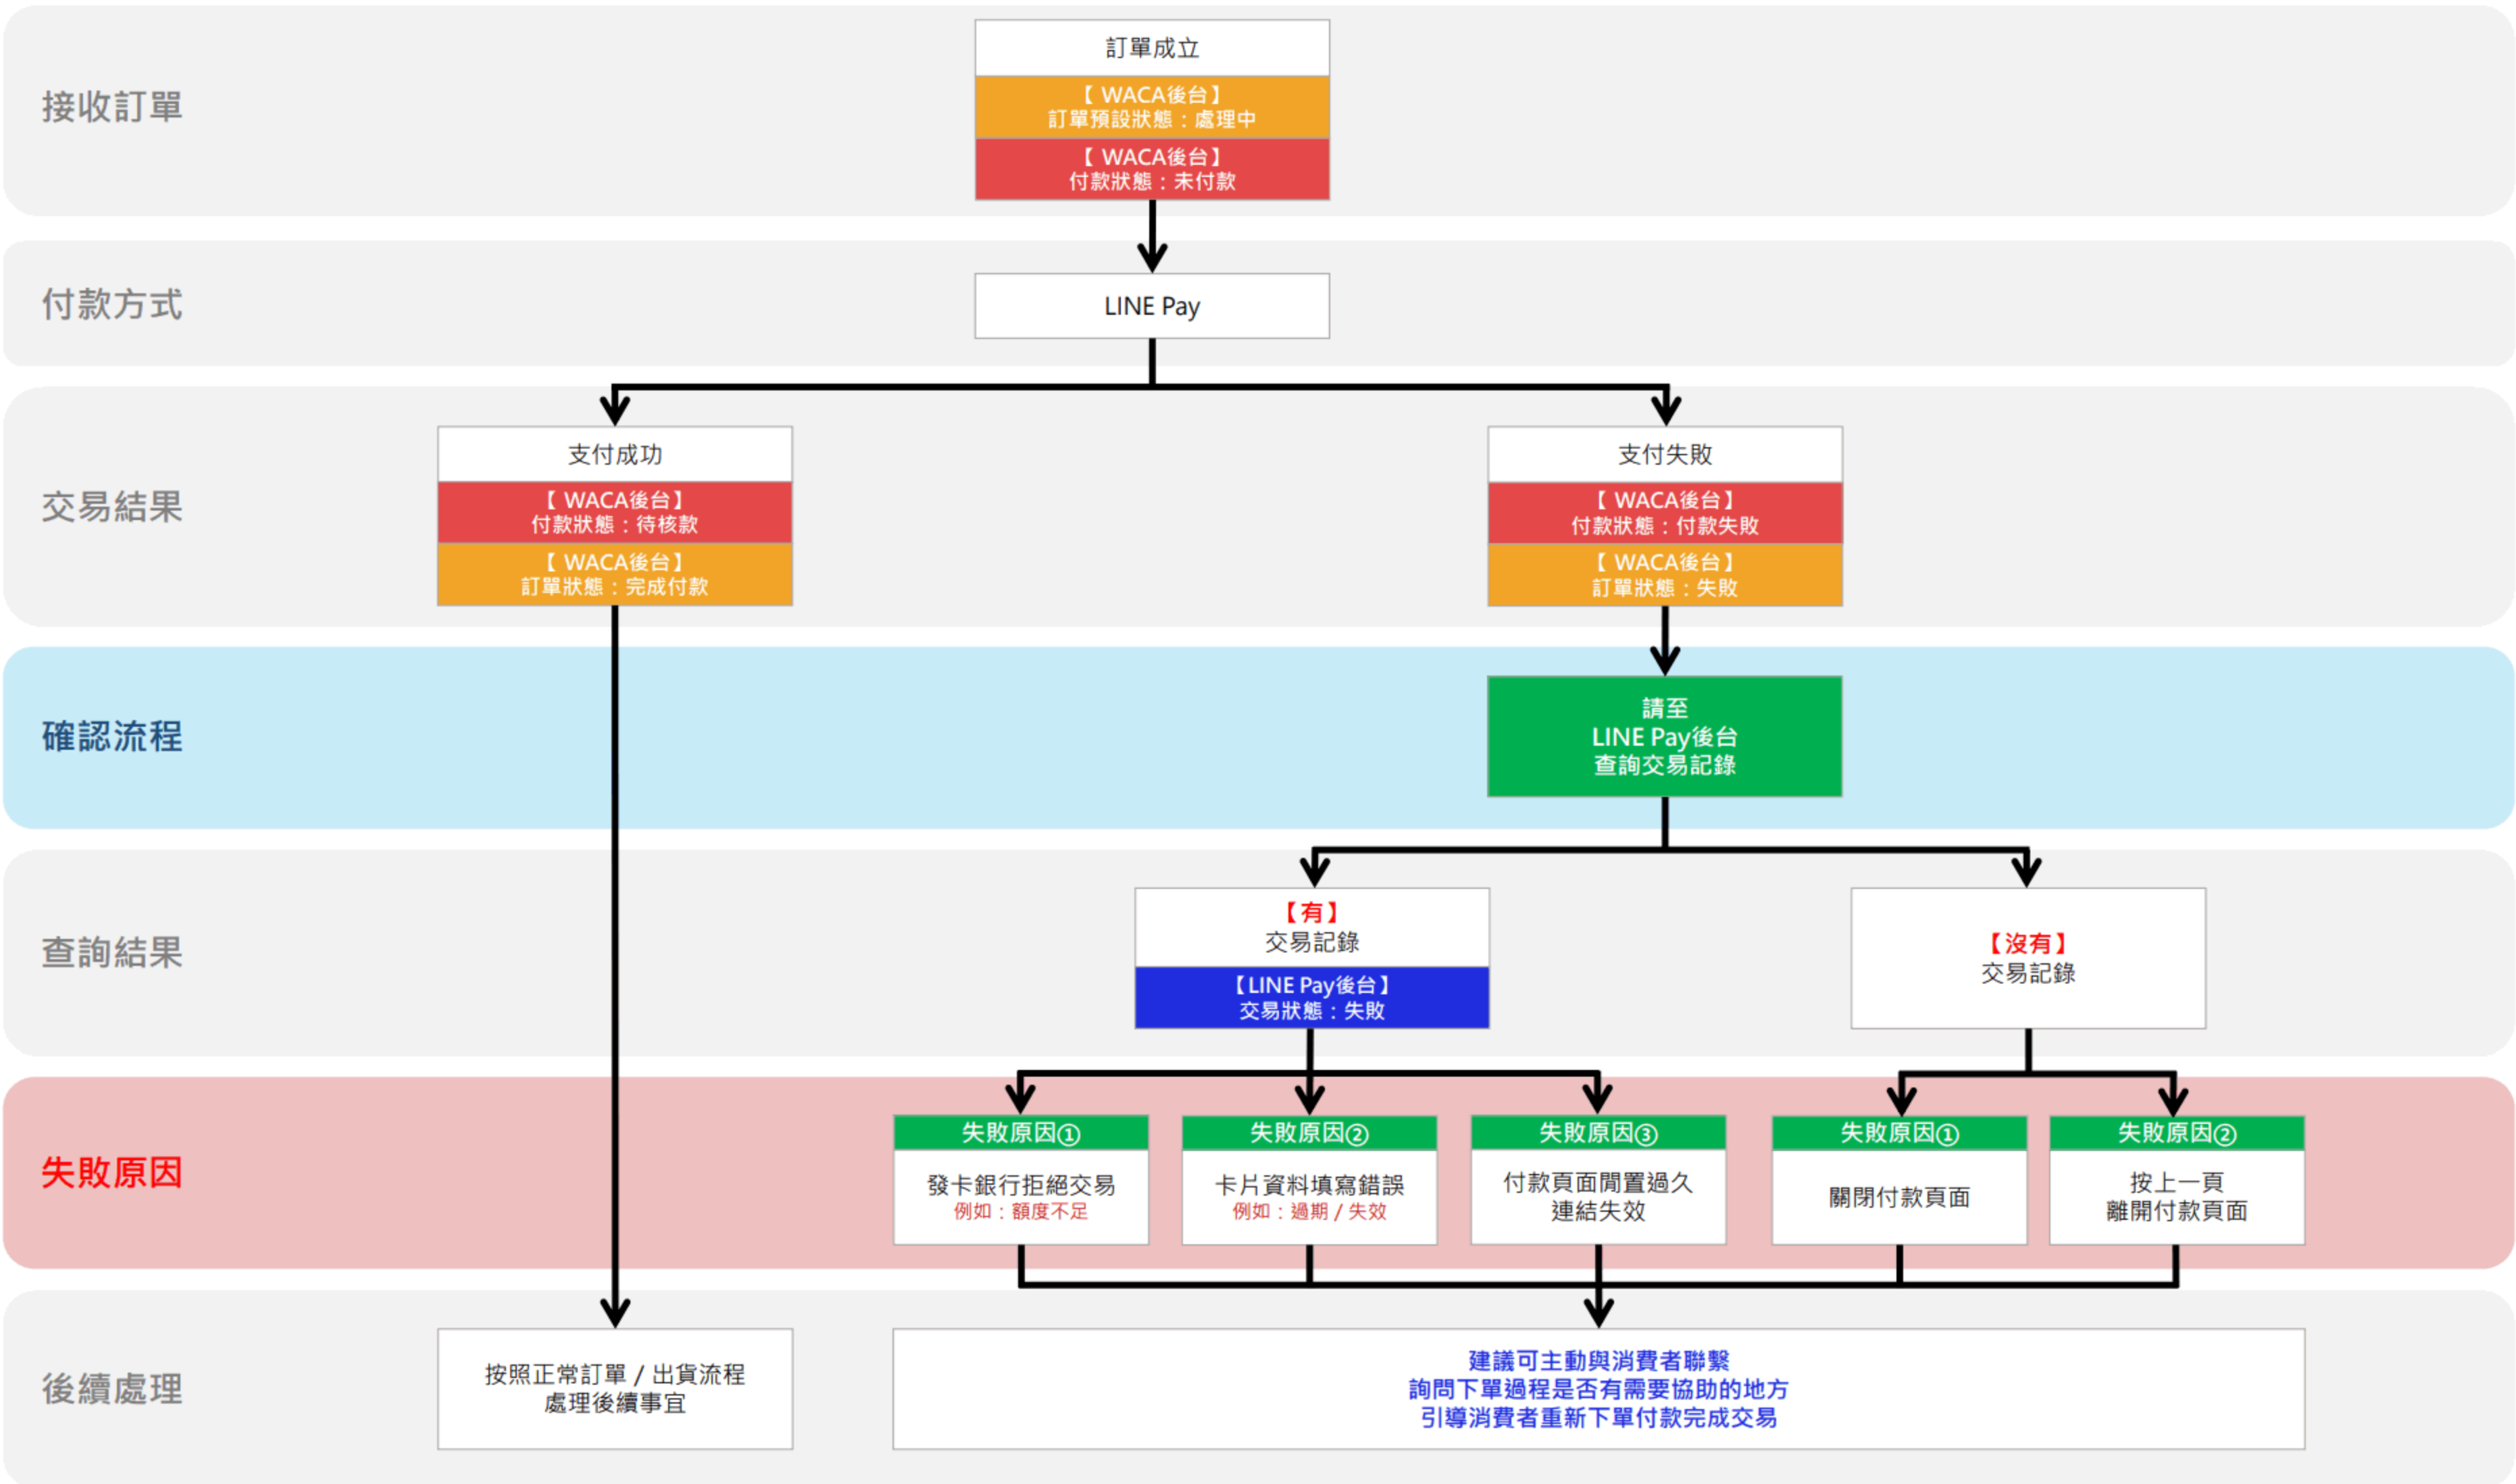 接收訂單
訂單成立
【 WACA後台】
訂單預設狀態：處理中
【 WACA後台】
付款狀態：未付款
付款方式
LINE Pay
交易結果
支付成功
【 WACA後台】
付款狀態：待核款
【 WACA後台】
訂單狀態：完成付款
支付失敗
【 WACA後台】
付款狀態：付款失敗
【 WACA後台】
訂單狀態：失敗
確認流程
請至
LINE Pay後台
查詢交易記錄
查詢結果
【有】
交易記錄
【LINE Pay後台】
交易狀態：失敗
【沒有】
交易記錄
失敗原因
失敗原因①
發卡銀行拒絕交易
例如：額度不足
失敗原因②
卡片資料填寫錯誤
例如：過期 / 失效
失敗原因③
付款頁面閒置過久
連結失效
失敗原因①
關閉付款頁面
失敗原因②
按上一頁
離開付款頁面
後續處理
按照正常訂單 / 出貨流程
處理後續事宜
建議可主動與消費者聯繫
詢問下單過程是否有需要協助的地方
引導消費者重新下單付款完成交易